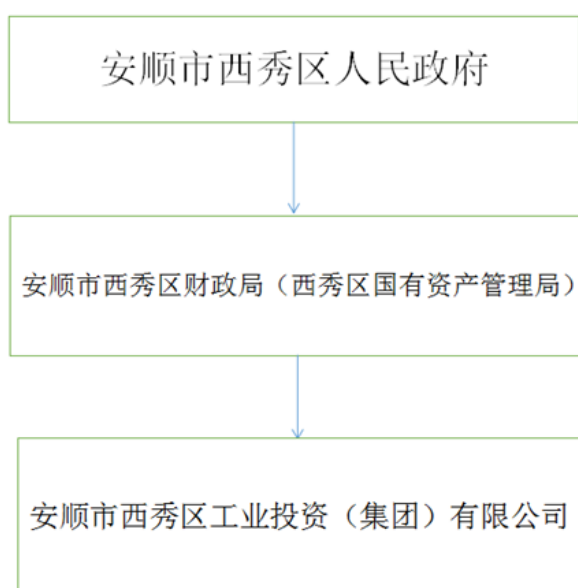 安顺市西秀区人民政府
安顺市西秀区财政局（西秀区国有资产管理局）
安顺市西秀区工业投资（集团）有限公司